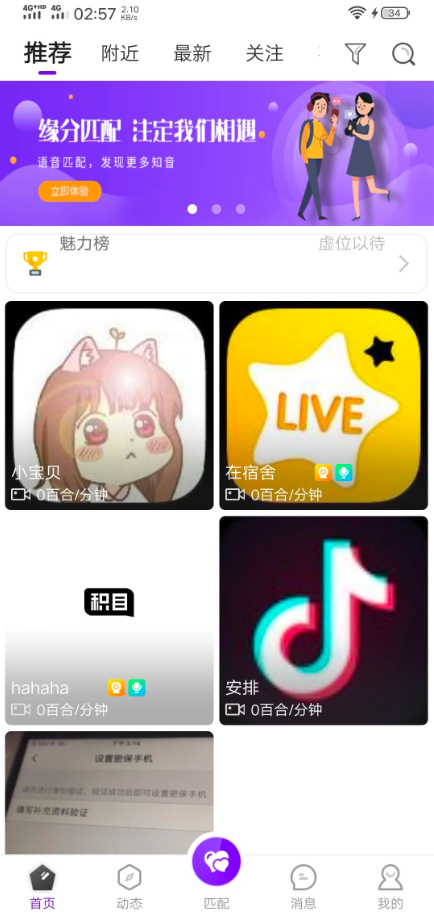 4G+HD 4G 02:57 2.10 KB/s 34
推荐 附近 最新 关注
缘分匹配 注定我们相遇
语音匹配，发现更多知音
立即体验
魅力榜 虚位以待
小宝贝
0百合/分钟
LIVE
在宿舍
0百合/分钟
积目
hahaha
0百合/分钟
安排
0百合/分钟
下午3:14
设置密保手机
请先进行身份验证，验证成功后即可设置密保手机
填写补充资料验证
首页 动态 匹配 消息 我的